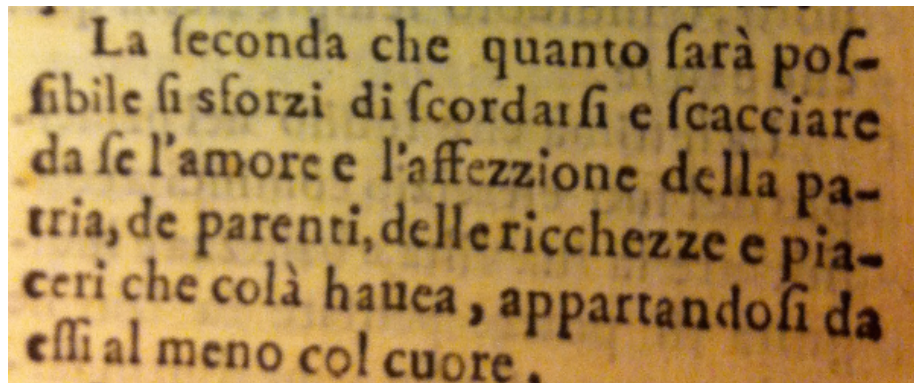 La ſeconda che quanto ſarà poſ-
ſibile ſi sforzi di ſcordarſi e ſcacciare
da ſe l'amore e l'affezzione della pa-
tria, de parenti, delle ricchezze e pia-
ceri che colà hauea, appartandoſi da
eſſi al meno col cuore.